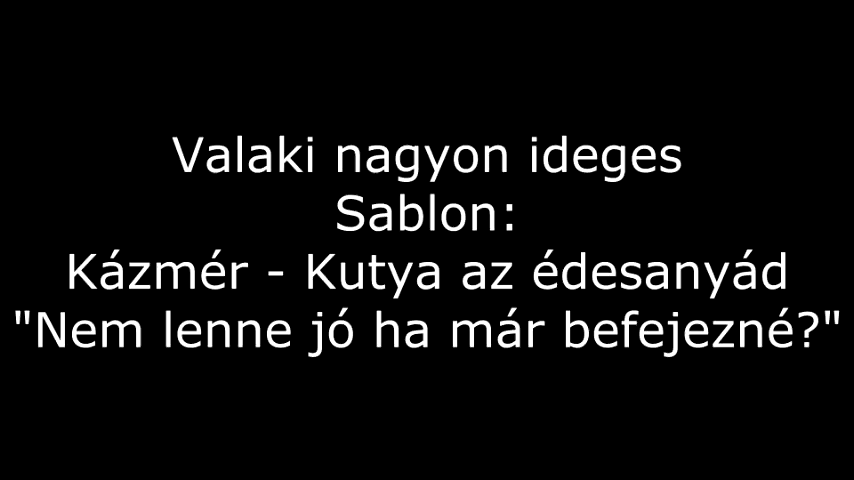 Valaki nagyon ideges
Sablon:
Kázmér - Kutya az édesanyád
"Nem lenne jó ha már befejezné?"